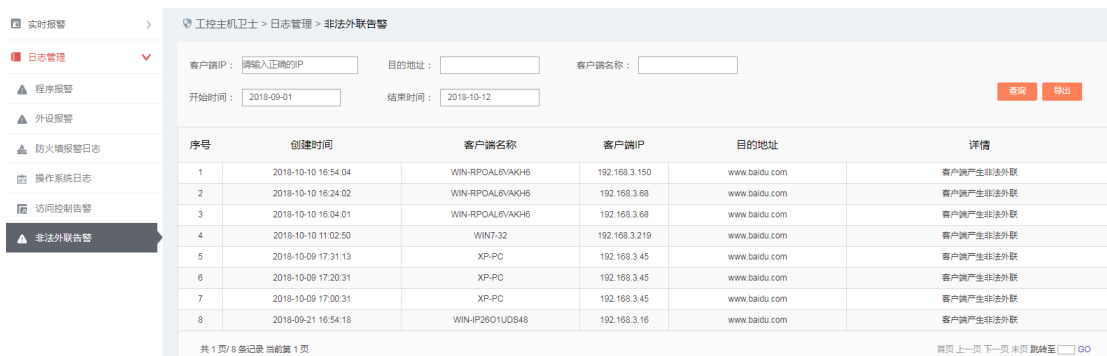 实时报警
日志管理
程序报警
外设报警
防火墙报警日志
操作系统日志
访问控制告警
非法外联告警
工控主机卫士 > 日志管理 > 非法外联告警
客户端IP： 请输入正确的IP 目的地址： 客户端名称：
开始时间： 2018-09-01 结束时间： 2018-10-12 查询 导出
序号 创建时间 客户端名称 客户端IP 目的地址 详情
1 2018-10-10 16:54:04 WIN-RPOAL6VAKH6 192.168.3.150 www.baidu.com 客户端产生非法外联
2 2018-10-10 16:24:02 WIN-RPOAL6VAKH6 192.168.3.68 www.baidu.com 客户端产生非法外联
3 2018-10-10 16:04:01 WIN-RPOAL6VAKH6 192.168.3.68 www.baidu.com 客户端产生非法外联
4 2018-10-10 11:02:50 WIN7-32 192.168.3.219 www.baidu.com 客户端产生非法外联
5 2018-10-09 17:31:13 XP-PC 192.168.3.45 www.baidu.com 客户端产生非法外联
6 2018-10-09 17:20:31 XP-PC 192.168.3.45 www.baidu.com 客户端产生非法外联
7 2018-10-09 17:00:31 XP-PC 192.168.3.45 www.baidu.com 客户端产生非法外联
8 2018-09-21 16:54:18 WIN-IP26O1UDS48 192.168.3.16 www.baidu.com 客户端产生非法外联
共 1 页/ 8 条记录 当前第 1 页 首页 上一页 下一页 末页 跳转至 GO